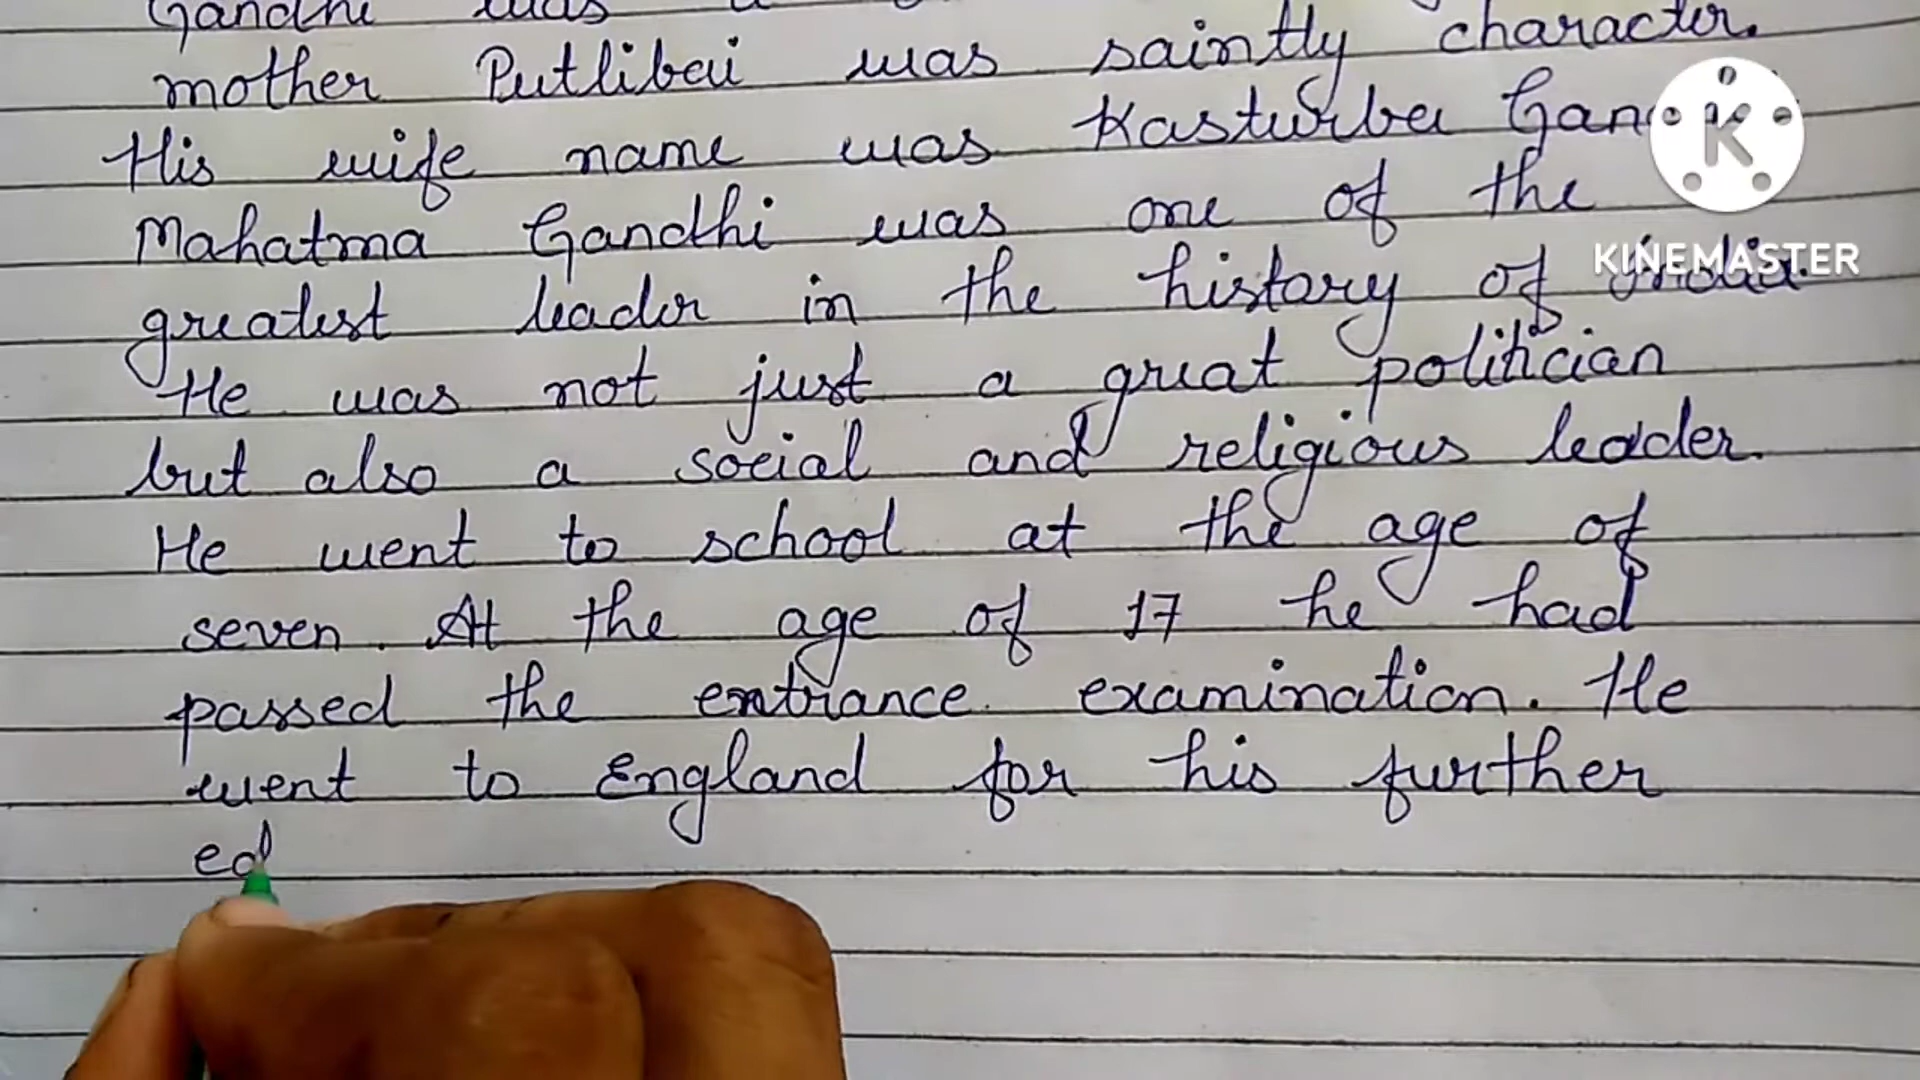 Gandhi was a
mother Putlibai was saintly character.
His wife name was Kasturba Gan
Mahatma Gandhi was one of the
greatest leader in the history of India.
He was not just a great politician
but also a social and religious leader.
He went to school at the age of
seven. At the age of 17 he had
passed the entrance examination. He
went to England for his further
ed
K
KINEMASTER